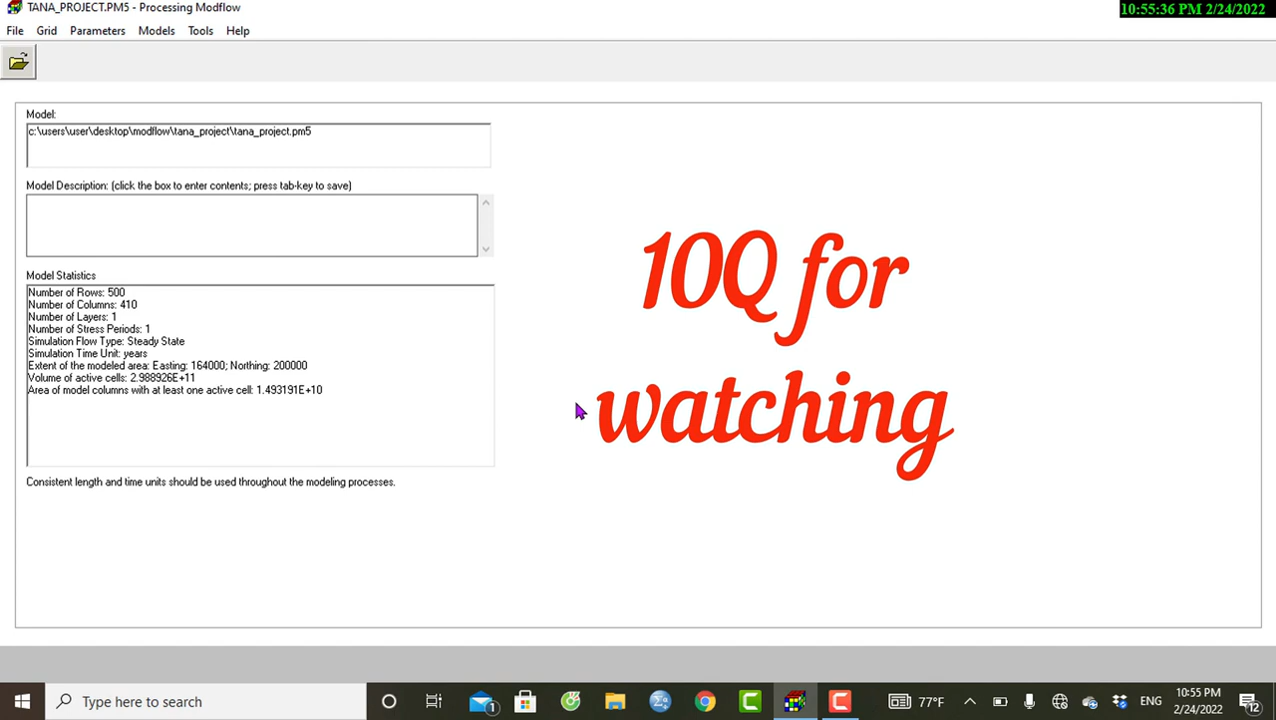 TANA_PROJECT.PM5 - Processing Modflow
10:55:36 PM 2/24/2022
File Grid Parameters Models Tools Help
Model:
c:\users\user\desktop\modflow\tana_project\tana_project.pm5
Model Description: (click the box to enter contents; press tab-key to save)
Model Statistics
Number of Rows: 500
Number of Columns: 410
Number of Layers: 1
Number of Stress Periods: 1
Simulation Flow Type: Steady State
Simulation Time Unit: years
Extent of the modeled area: Easting: 164000; Northing: 200000
Volume of active cells: 2.988926E+11
Area of model columns with at least one active cell: 1.493191E+10
Consistent length and time units should be used throughout the modeling processes.
10Q for
watching
Type here to search
1
C
C
77°F
ENG
10:55 PM
2/24/2022
12